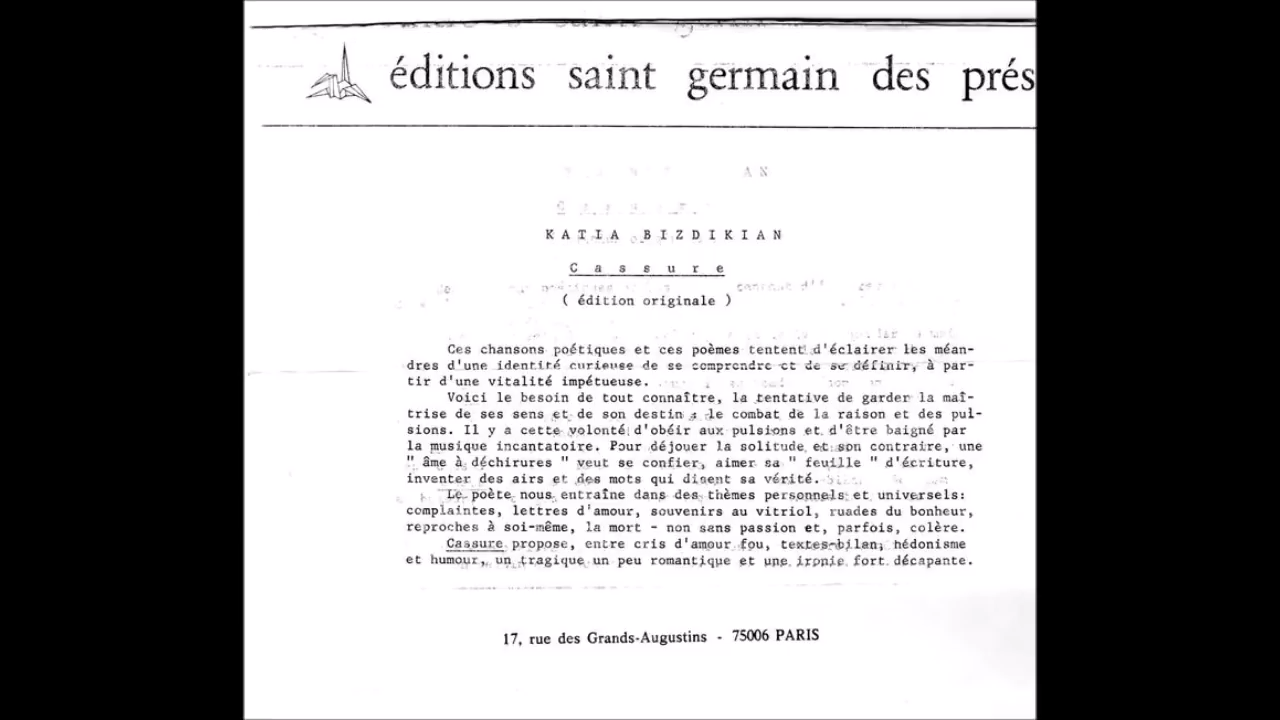 éditions saint germain des prés
KATIA BIZDIKIAN
Cassure
( édition originale )
Ces chansons poétiques et ces poèmes tentent d'éclairer les méan-
dres d'une identité curieuse de se comprendre et de se définir, à par-
tir d'une vitalité impétueuse.
Voici le besoin de tout connaître, la tentative de garder la maî-
trise de ses sens et de son destin : le combat de la raison et des pul-
sions. Il y a cette volonté d'obéir aux pulsions et d'être baigné par
la musique incantatoire. Pour déjouer la solitude et son contraire, une
" âme à déchirures " veut se confier, aimer sa " feuille " d'écriture,
inventer des airs et des mots qui disent sa vérité.
Le poète nous entraîne dans des thèmes personnels et universels:
complaintes, lettres d'amour, souvenirs au vitriol, ruades du bonheur,
reproches à soi-même, la mort - non sans passion et, parfois, colère.
Cassure propose, entre cris d'amour fou, textes-bilan, hédonisme
et humour, un tragique un peu romantique et une ironie fort décapante.
17, rue des Grands-Augustins - 75006 PARIS